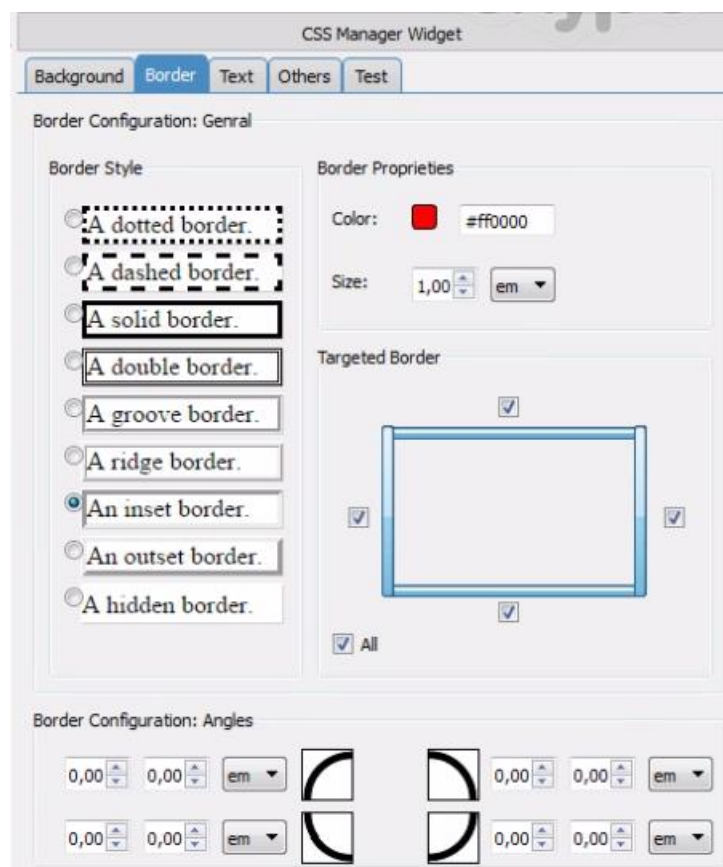 CSS Manager Widget
Background Border Text Others Test
Border Configuration: Genral
Border Style
A dotted border.
A dashed border.
A solid border.
A double border.
A groove border.
A ridge border.
An inset border.
An outset border.
A hidden border.
Border Proprieties
Color: #ff0000
Size: 1,00 em
Targeted Border
All
Border Configuration: Angles
0,00 0,00 em 0,00 0,00 em
0,00 0,00 em 0,00 0,00 em